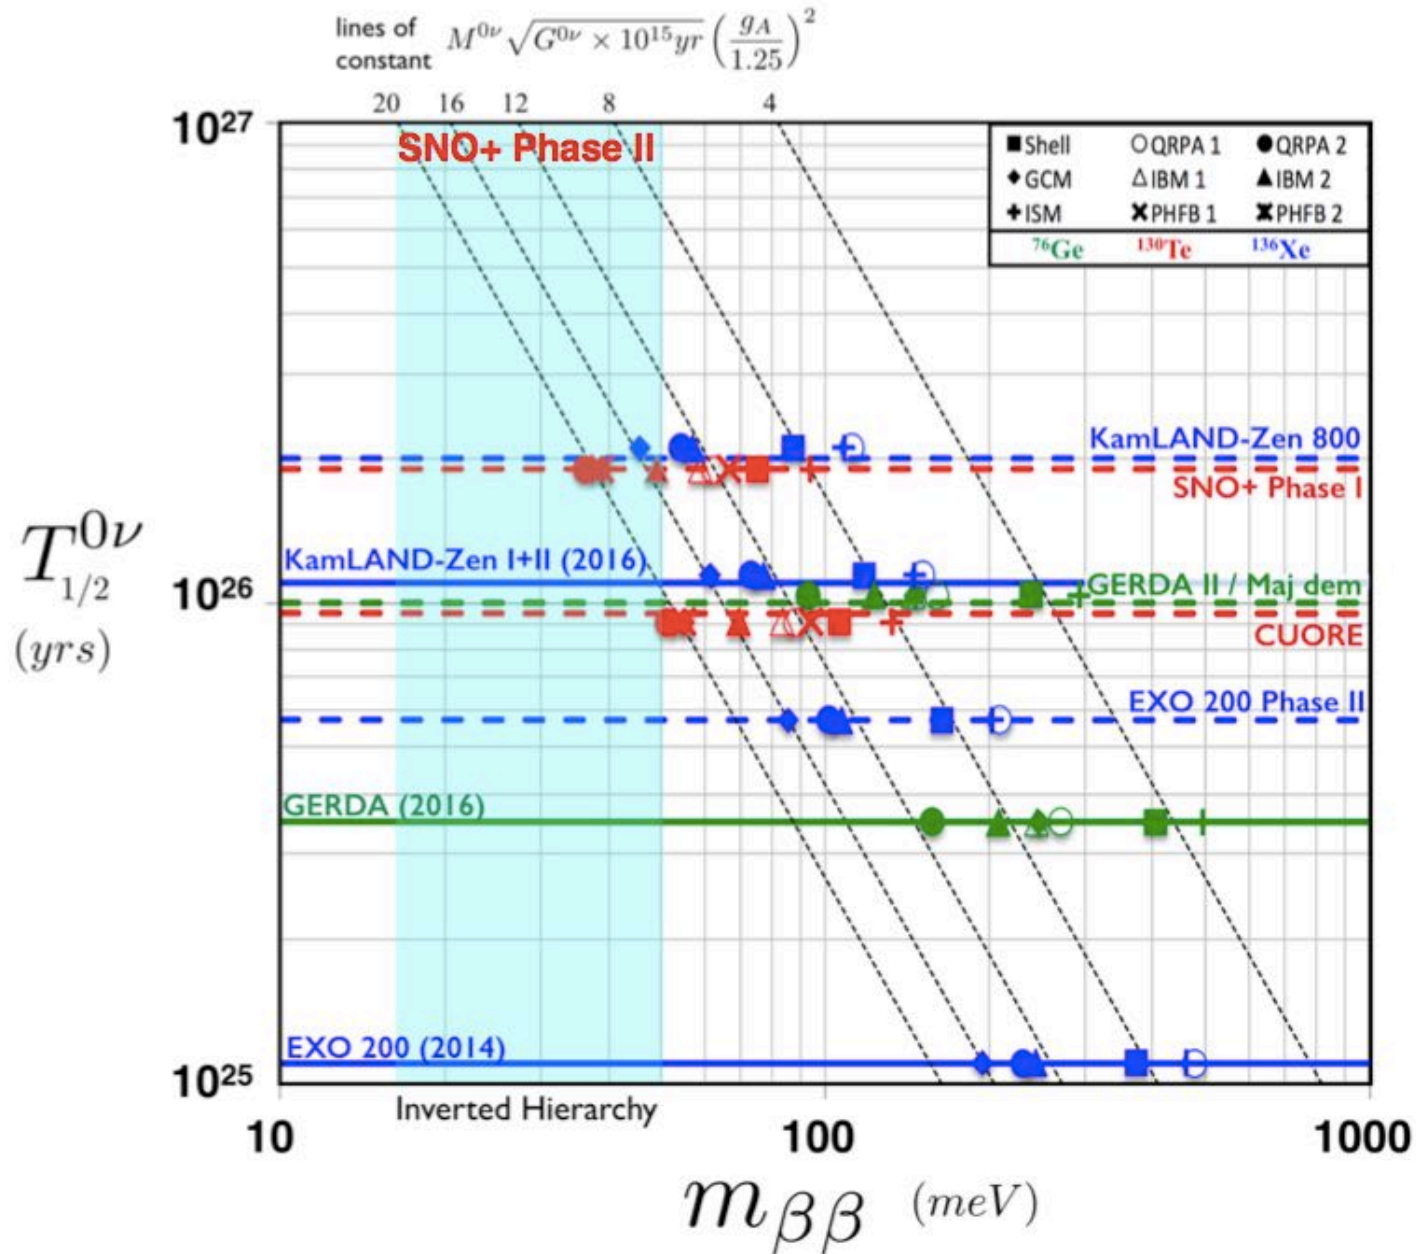 lines of
constant M^{0ν} √(G^{0ν} × 10^{15}yr) (g_A/1.25)^2
20 16 12 8 4
10^27
SNO+ Phase II
■Shell ○QRPA 1 ●QRPA 2
♦GCM △IBM 1 ▲IBM 2
+ISM ×PHFB 1 ✖PHFB 2
^76Ge ^130Te ^136Xe
KamLAND-Zen 800
SNO+ Phase I
T_{1/2}^{0ν}
(yrs)
KamLAND-Zen I+II (2016)
10^26
GERDA II / Maj dem
CUORE
EXO 200 Phase II
GERDA (2016)
EXO 200 (2014)
10^25
Inverted Hierarchy
10 100 1000
m_{ββ} (meV)